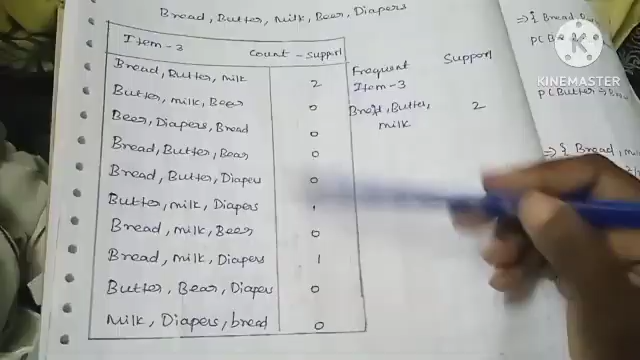 Bread, Butter, Milk, Beer, Diapers
Item-3 Count-Support
Bread, Butter, Milk 2
Butter, Milk, Beer 0
Beer, Diapers, Bread 0
Bread, Butter, Beer 0
Bread, Butter, Diapers 0
Butter, Milk, Diapers 1
Bread, Milk, Beer 0
Bread, Milk, Diapers 1
Butter, Beer, Diapers 0
Milk, Diapers, bread 0
Frequent Support
Item-3
Bread, Butter, 2
milk
=> { Bread
P(
KINEMASTER
P(Butter =>
=> { Bread,